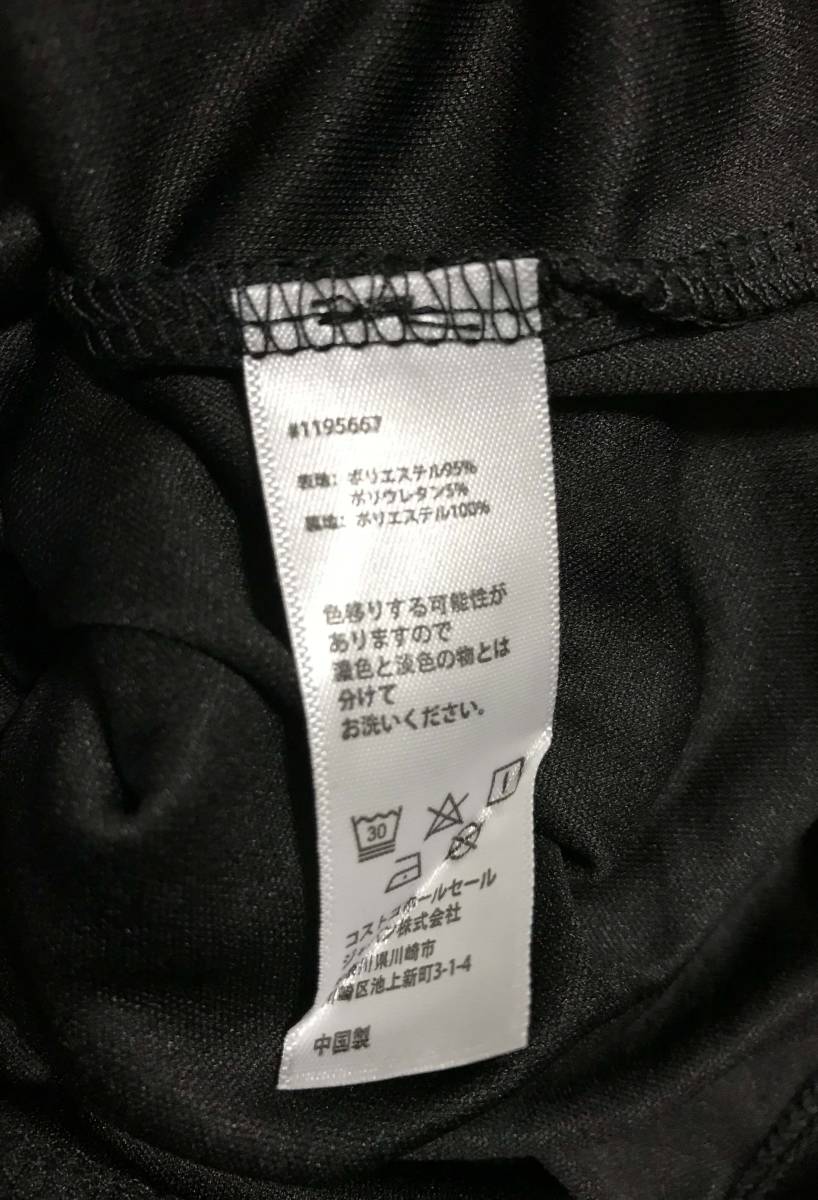 #1195667
表地: ポリエステル95%
ポリウレタン5%
裏地: ポリエステル100%
色移りする可能性が
ありますので
濃色と淡色の物とは
分けて
お洗いください。
30
コストコホールセール
ジャパン株式会社
川県川崎市
崎区池上新町3-1-4
中国製